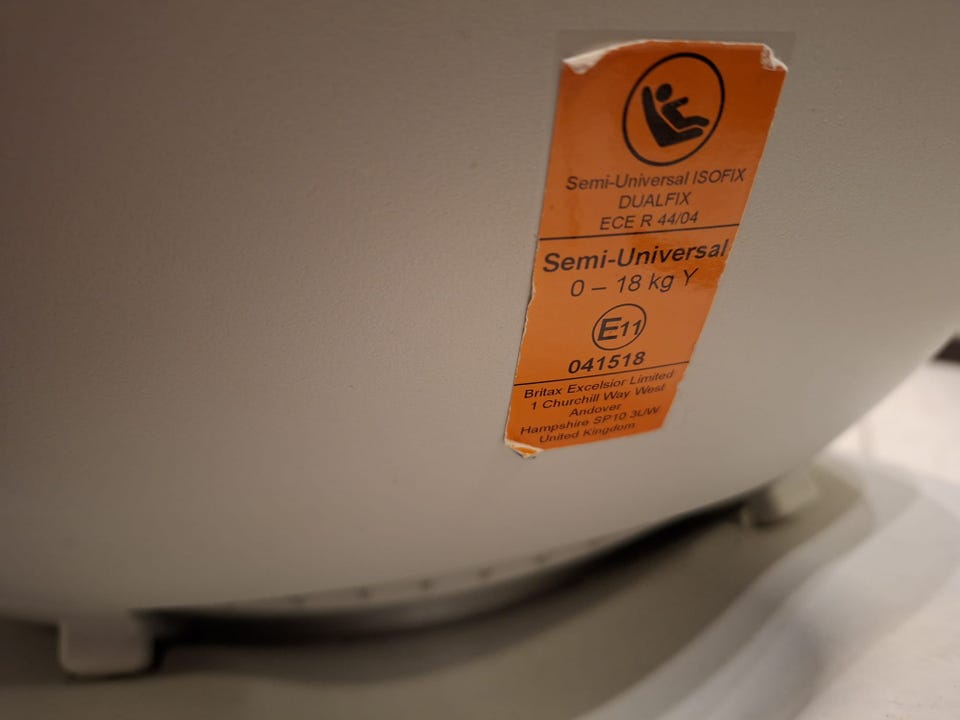 Semi-Universal ISOFIX
DUALFIX
ECE R 44/04
Semi-Universal
0 – 18 kg Y
E11
041518
Britax Excelsior Limited
1 Churchill Way West
Andover
Hampshire SP10 3UW
United Kingdom